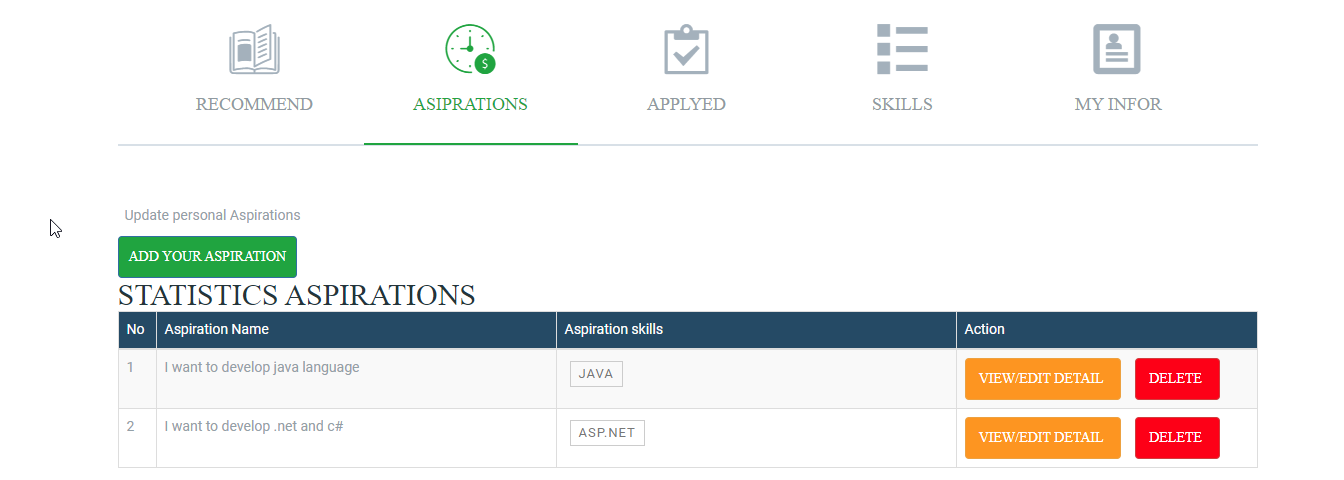 RECOMMEND ASIPRATIONS APPLYED SKILLS MY INFOR
Update personal Aspirations
ADD YOUR ASPIRATION
STATISTICS ASPIRATIONS
No Aspiration Name Aspiration skills Action
1 I want to develop java language JAVA VIEW/EDIT DETAIL DELETE
2 I want to develop .net and c# ASP.NET VIEW/EDIT DETAIL DELETE